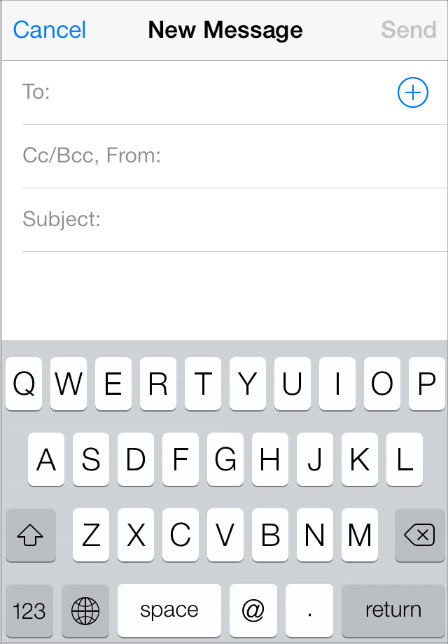 Cancel New Message Send
To:
Cc/Bcc, From:
Subject:
Q W E R T Y U I O P
A S D F G H J K L
Z X C V B N M
123 space @ . return